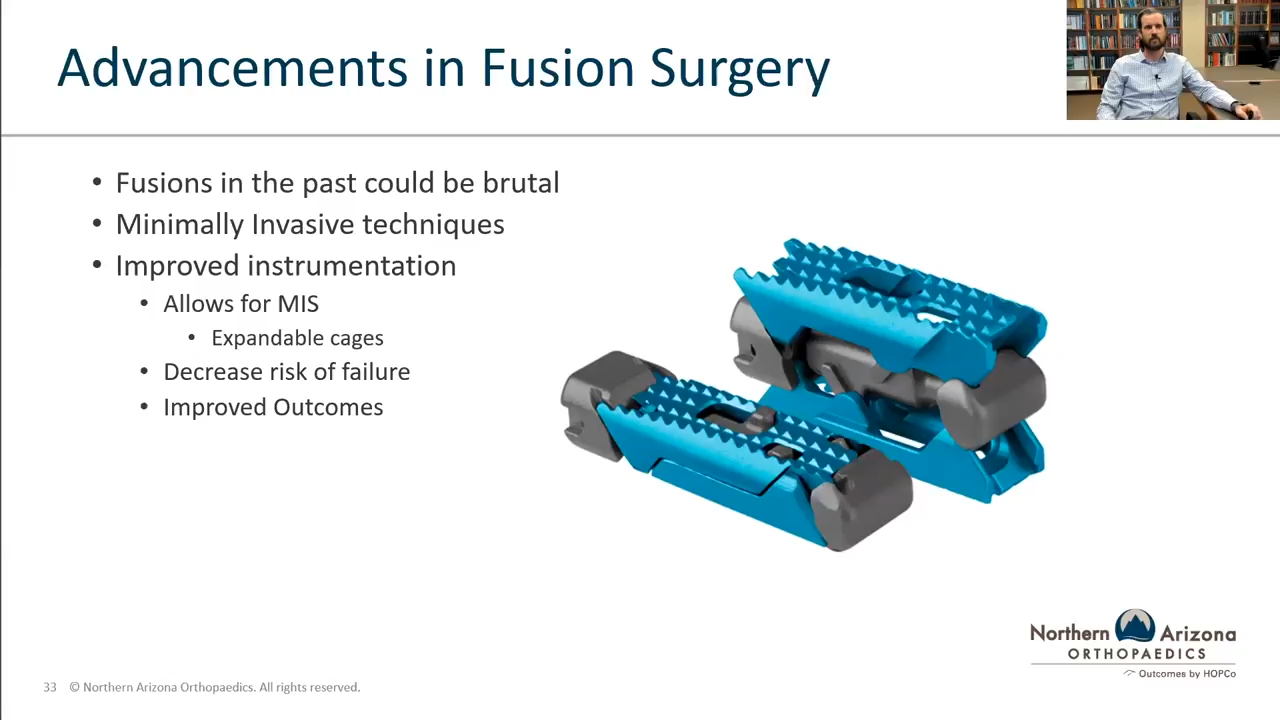 Advancements in Fusion Surgery
• Fusions in the past could be brutal
• Minimally Invasive techniques
• Improved instrumentation
• Allows for MIS
• Expandable cages
• Decrease risk of failure
• Improved Outcomes
Northern Arizona
ORTHOPAEDICS
Outcomes by HOPCo
33 © Northern Arizona Orthopaedics. All rights reserved.